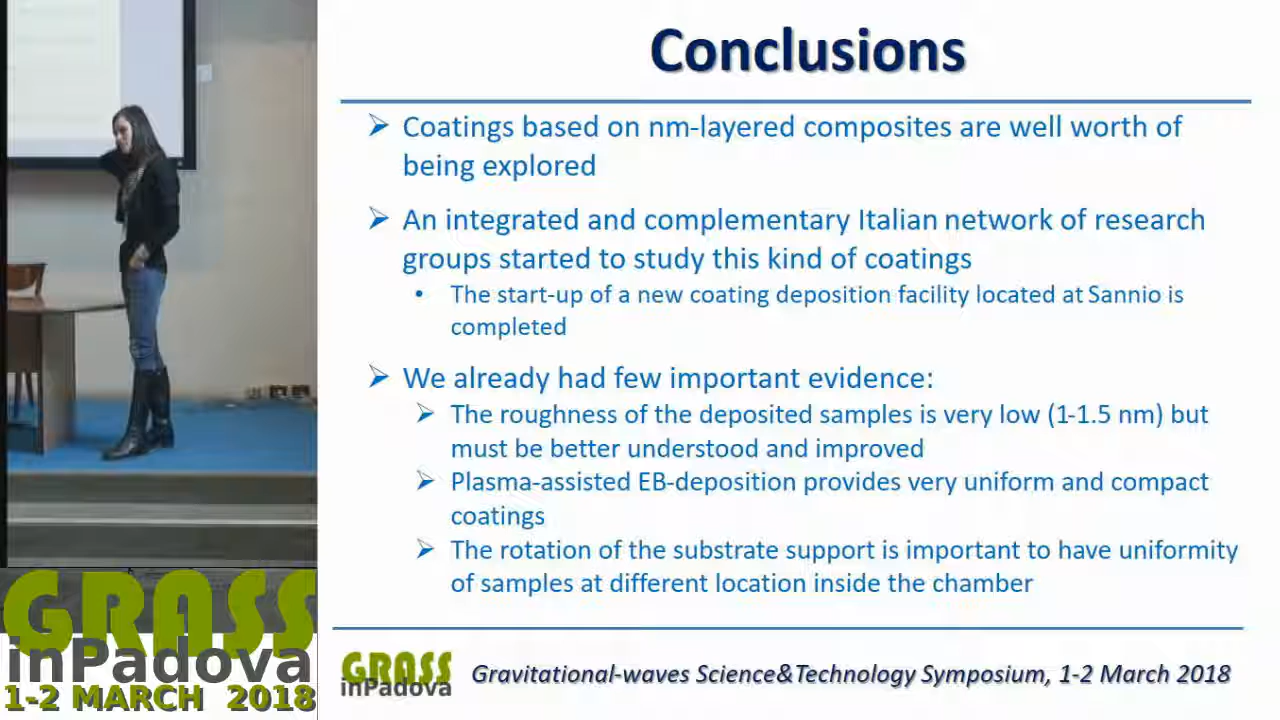 Conclusions
Coatings based on nm-layered composites are well worth of
being explored
An integrated and complementary Italian network of research
groups started to study this kind of coatings
The start-up of a new coating deposition facility located at Sannio is
completed
We already had few important evidence:
The roughness of the deposited samples is very low (1-1.5 nm) but
must be better understood and improved
Plasma-assisted EB-deposition provides very uniform and compact
coatings
The rotation of the substrate support is important to have uniformity
of samples at different location inside the chamber
GRASS
inPadova
1-2 MARCH 2018
GRASS
inPadova
Gravitational-waves Science&Technology Symposium, 1-2 March 2018